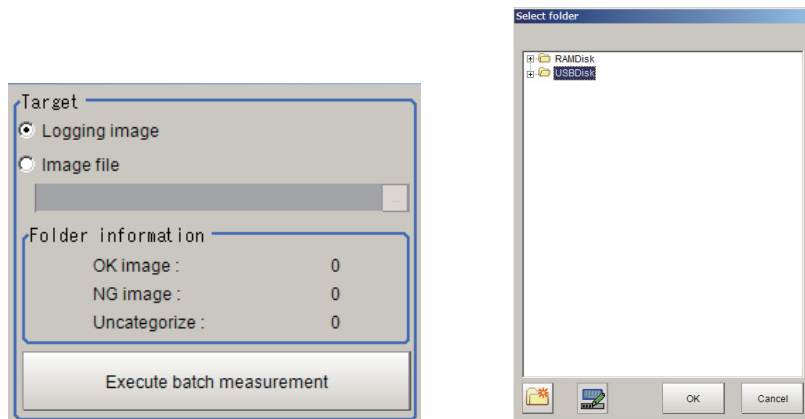 Target
Logging image
Image file
...
Folder information
OK image : 0
NG image : 0
Uncategorize : 0
Execute batch measurement
Select folder
RAMDisk
USBDisk
OK
Cancel